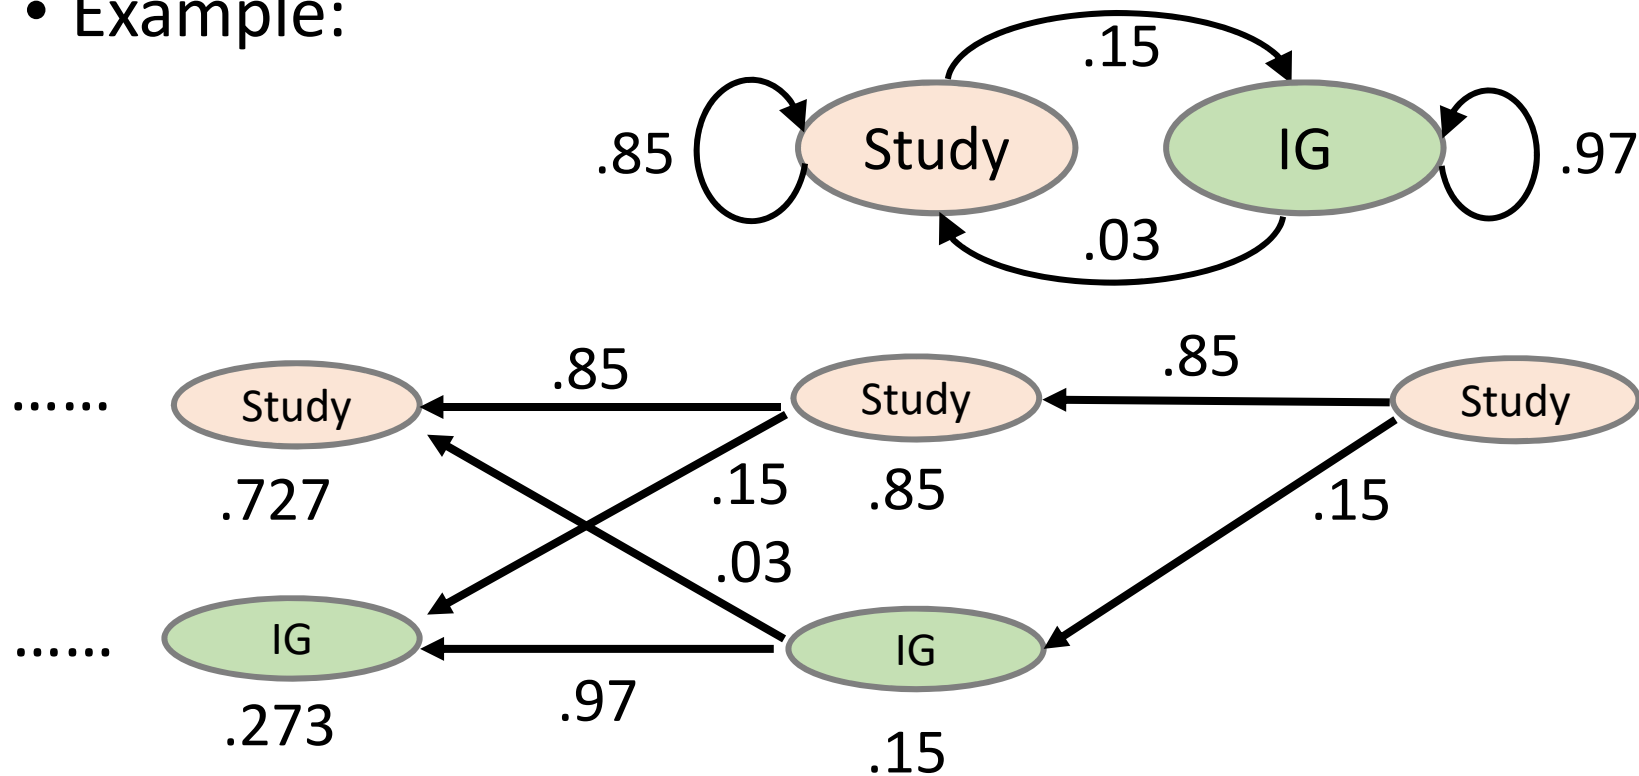 • Example:
.15
.85 Study IG .97
.03
.85 .85
...... Study Study Study
.727 .15 .85 .15
.03
...... IG IG
.273 .97 .15